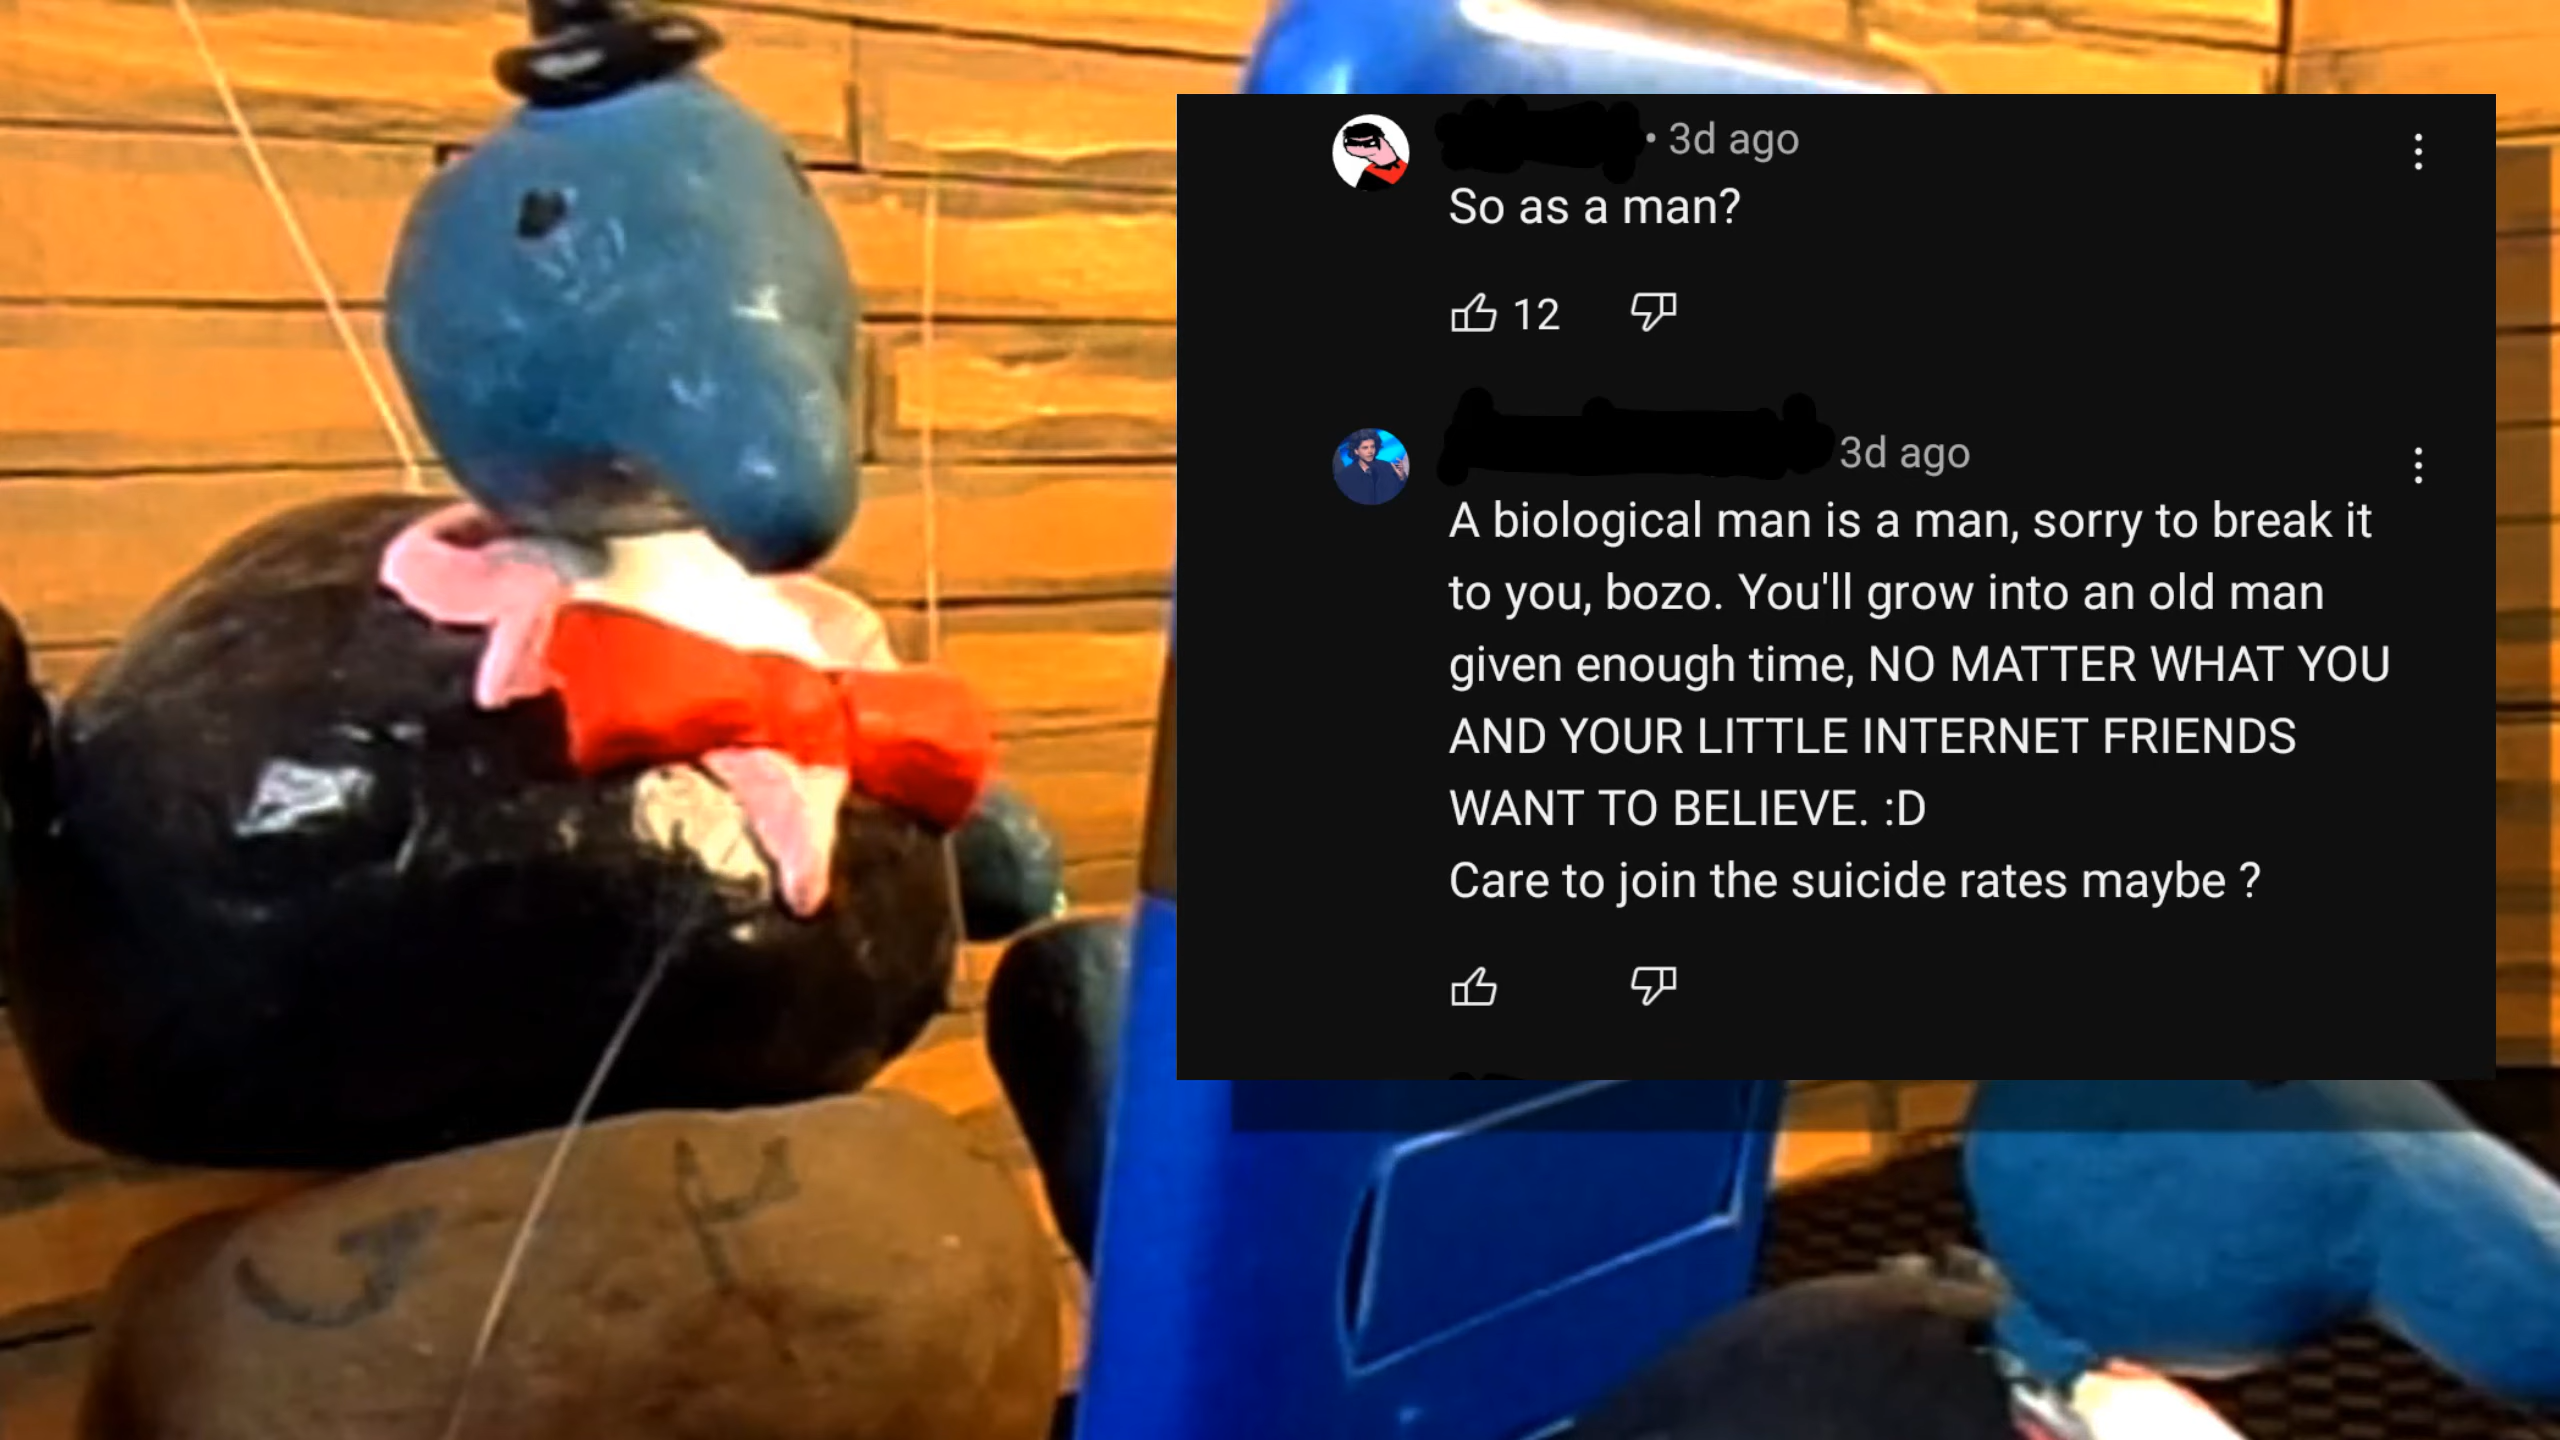 • 3d ago
So as a man?
12
3d ago
A biological man is a man, sorry to break it
to you, bozo. You'll grow into an old man
given enough time, NO MATTER WHAT YOU
AND YOUR LITTLE INTERNET FRIENDS
WANT TO BELIEVE. :D
Care to join the suicide rates maybe ?